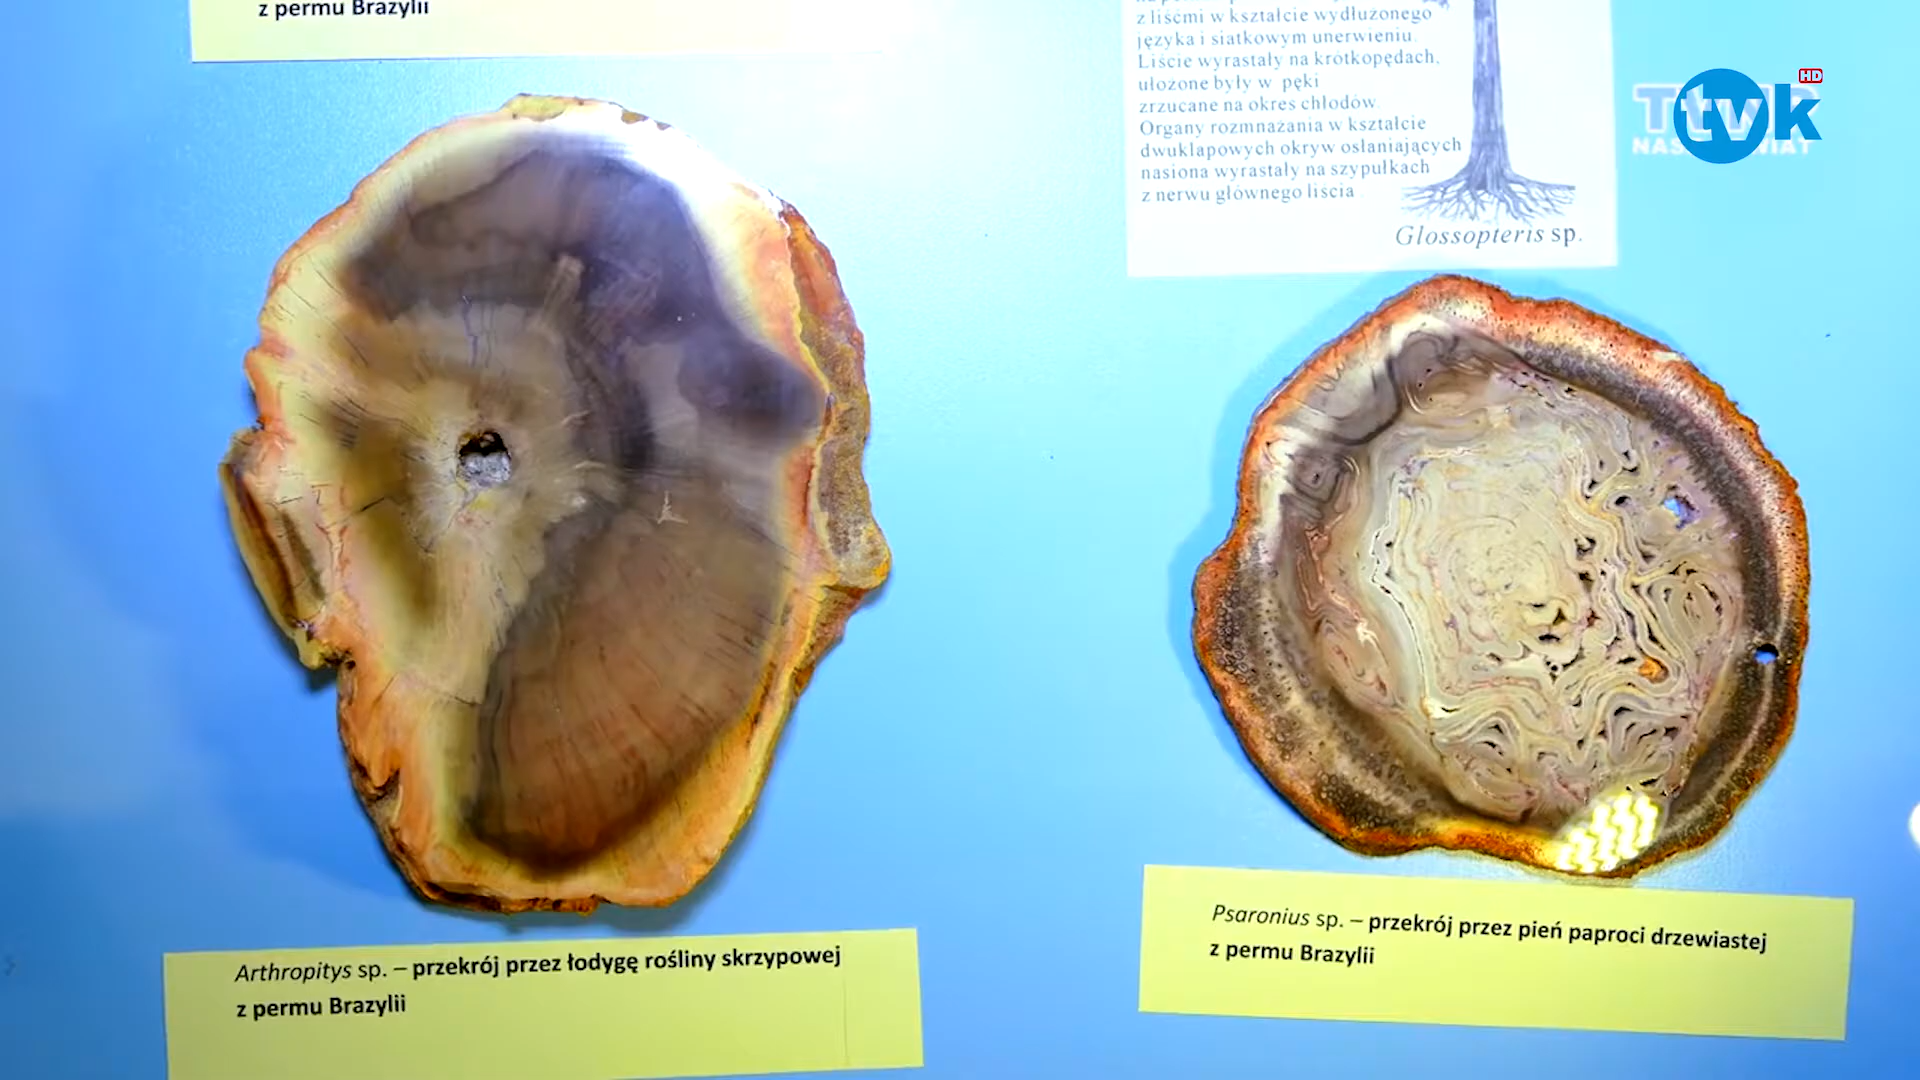 z permu Brazylii
z liśćmi w kształcie wydłużonego
języka i siatkowym unerwieniu.
Liście wyrastały na krótkopędach,
ułożone były w pęki
zrzucane na okres chłodów.
Organy rozmnażania w kształcie
dwuklapowych okryw osłaniających
nasiona wyrastały na szypułkach
z nerwu głównego liścia
Glossopteris sp.
tvk HD
Arthropitys sp. – przekrój przez łodygę rośliny skrzypowej
z permu Brazylii
Psaronius sp. – przekrój przez pień paproci drzewiastej
z permu Brazylii